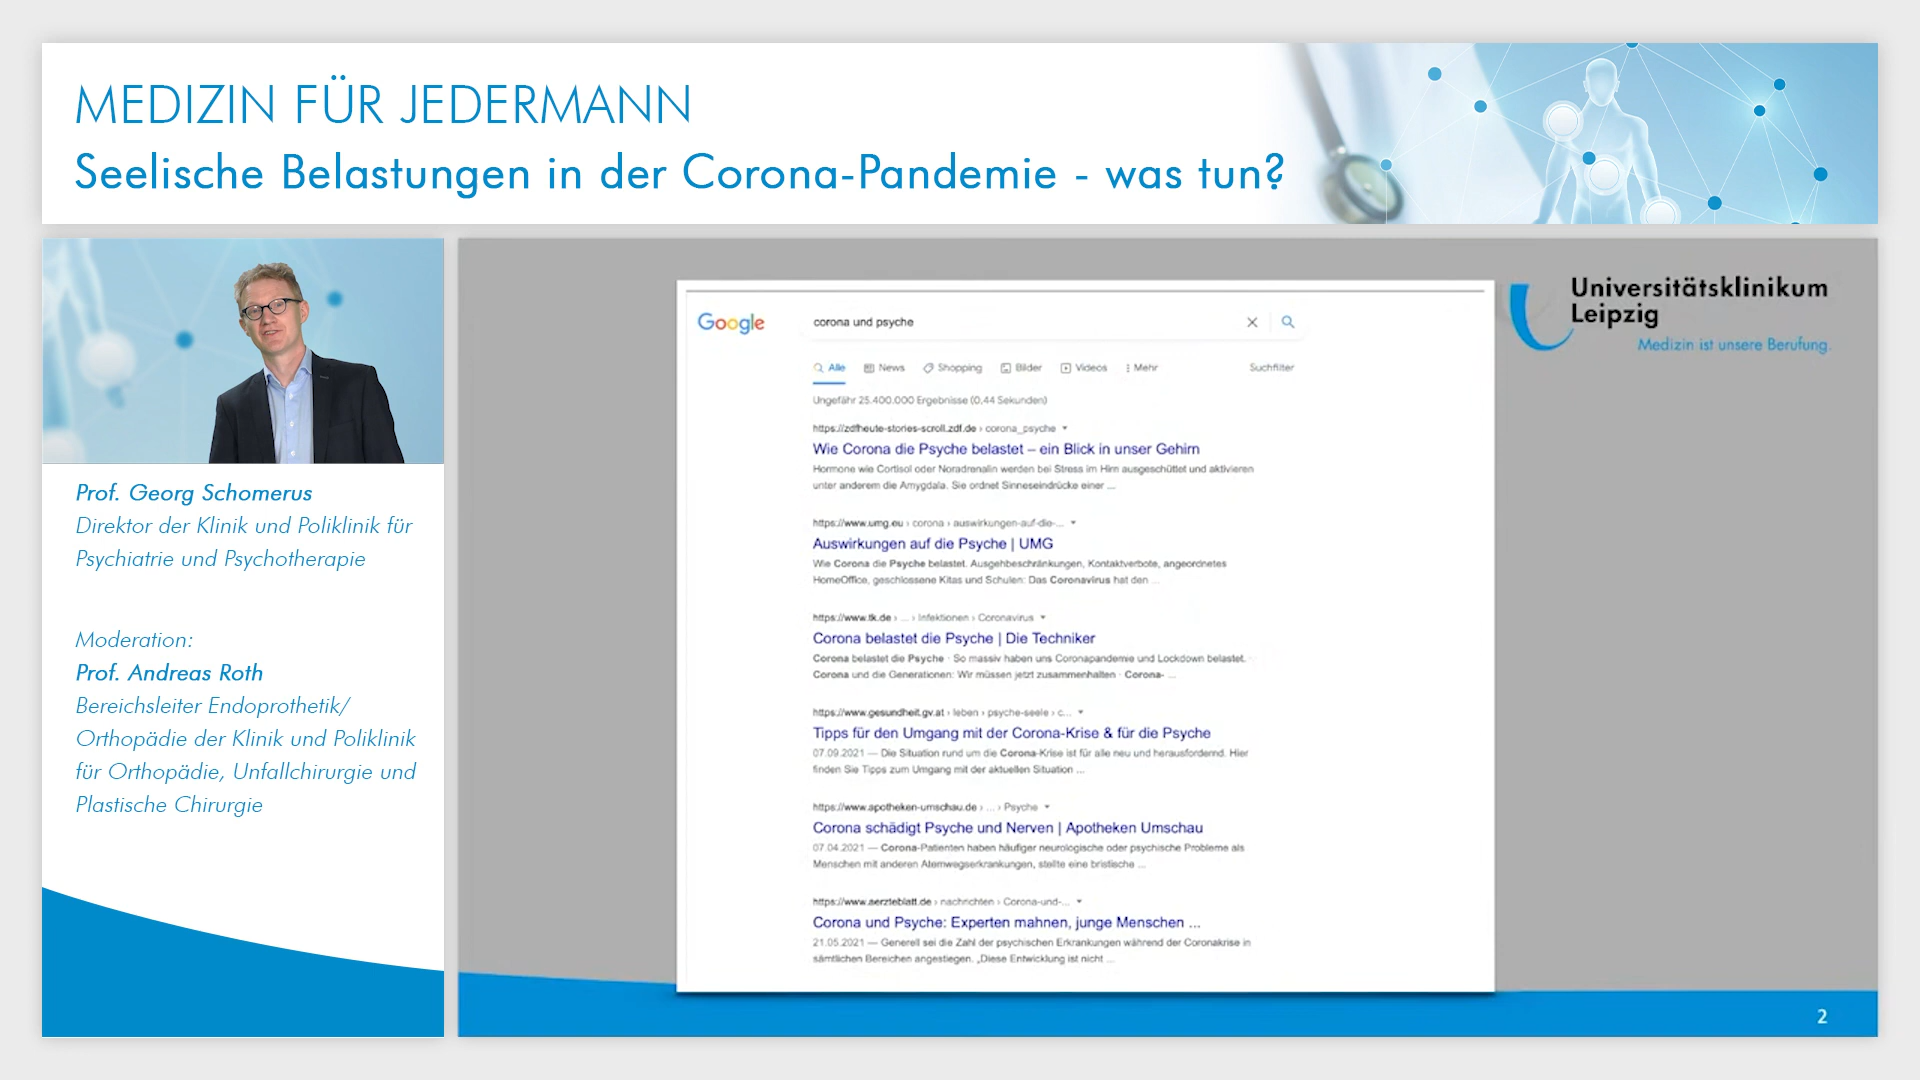 MEDIZIN FÜR JEDERMANN
Seelische Belastungen in der Corona-Pandemie - was tun?
Prof. Georg Schomerus
Direktor der Klinik und Poliklinik für
Psychiatrie und Psychotherapie
Moderation:
Prof. Andreas Roth
Bereichsleiter Endoprothetik/
Orthopädie der Klinik und Poliklinik
für Orthopädie, Unfallchirurgie und
Plastische Chirurgie
Universitätsklinikum
Leipzig
Medizin ist unsere Berufung.
Google
corona und psyche
Alle News Shopping Bilder Videos Mehr Suchfilter
Ungefähr 25.400.000 Ergebnisse (0,44 Sekunden)
https://zdfheute-stories-scroll.zdf.de › corona_psyche
Wie Corona die Psyche belastet – ein Blick in unser Gehirn
Hormone wie Cortisol oder Noradrenalin werden bei Stress im Hirn ausgeschüttet und aktivieren
unter anderem die Amygdala. Sie ordnet Sinneseindrücke einer ...
https://www.umg.eu › corona › auswirkungen-auf-die-...
Auswirkungen auf die Psyche | UMG
Wie Corona die Psyche belastet. Ausgehbeschränkungen, Kontaktverbote, angeordnetes
HomeOffice, geschlossene Kitas und Schulen: Das Coronavirus hat den ...
https://www.tk.de › ... › Infektionen › Coronavirus
Corona belastet die Psyche | Die Techniker
Corona belastet die Psyche · So massiv haben uns Coronapandemie und Lockdown belastet. ·
Corona und die Generationen: Wir müssen jetzt zusammenhalten · Corona- ...
https://www.gesundheit.gv.at › leben › psyche-seele › c...
Tipps für den Umgang mit der Corona-Krise & für die Psyche
07.09.2021 — Die Situation rund um die Corona-Krise ist für alle neu und herausfordernd. Hier
finden Sie Tipps zum Umgang mit der aktuellen Situation ...
https://www.apotheken-umschau.de › ... › Psyche
Corona schädigt Psyche und Nerven | Apotheken Umschau
07.04.2021 — Corona-Patienten haben häufiger neurologische oder psychische Probleme als
Menschen mit anderen Atemwegserkrankungen, stellte eine britische ...
https://www.aerzteblatt.de › nachrichten › Corona-und-...
Corona und Psyche: Experten mahnen, junge Menschen ...
21.05.2021 — Generell sei die Zahl der psychischen Erkrankungen während der Coronakrise in
sämtlichen Bereichen angestiegen. „Diese Entwicklung ist nicht ...
2